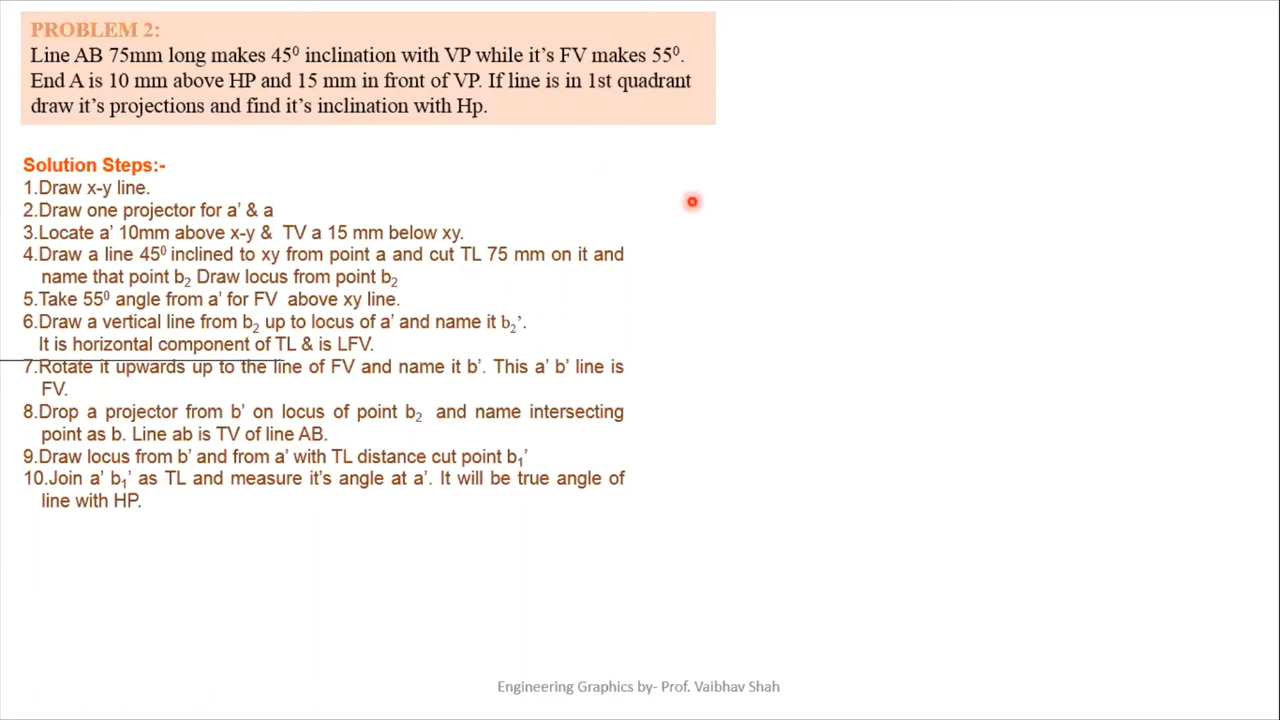 PROBLEM 2:
Line AB 75mm long makes 45⁰ inclination with VP while it's FV makes 55⁰.
End A is 10 mm above HP and 15 mm in front of VP. If line is in 1st quadrant
draw it's projections and find it's inclination with Hp.
Solution Steps:-
1.Draw x-y line.
2.Draw one projector for a' & a
3.Locate a' 10mm above x-y & TV a 15 mm below xy.
4.Draw a line 45⁰ inclined to xy from point a and cut TL 75 mm on it and
name that point b₂ Draw locus from point b₂
5.Take 55⁰ angle from a' for FV above xy line.
6.Draw a vertical line from b₂ up to locus of a' and name it b₂'.
It is horizontal component of TL & is LFV.
7.Rotate it upwards up to the line of FV and name it b'. This a' b' line is
FV.
8.Drop a projector from b' on locus of point b₂ and name intersecting
point as b. Line ab is TV of line AB.
9.Draw locus from b' and from a' with TL distance cut point b₁'
10.Join a' b₁' as TL and measure it's angle at a'. It will be true angle of
line with HP.
Engineering Graphics by- Prof. Vaibhav Shah